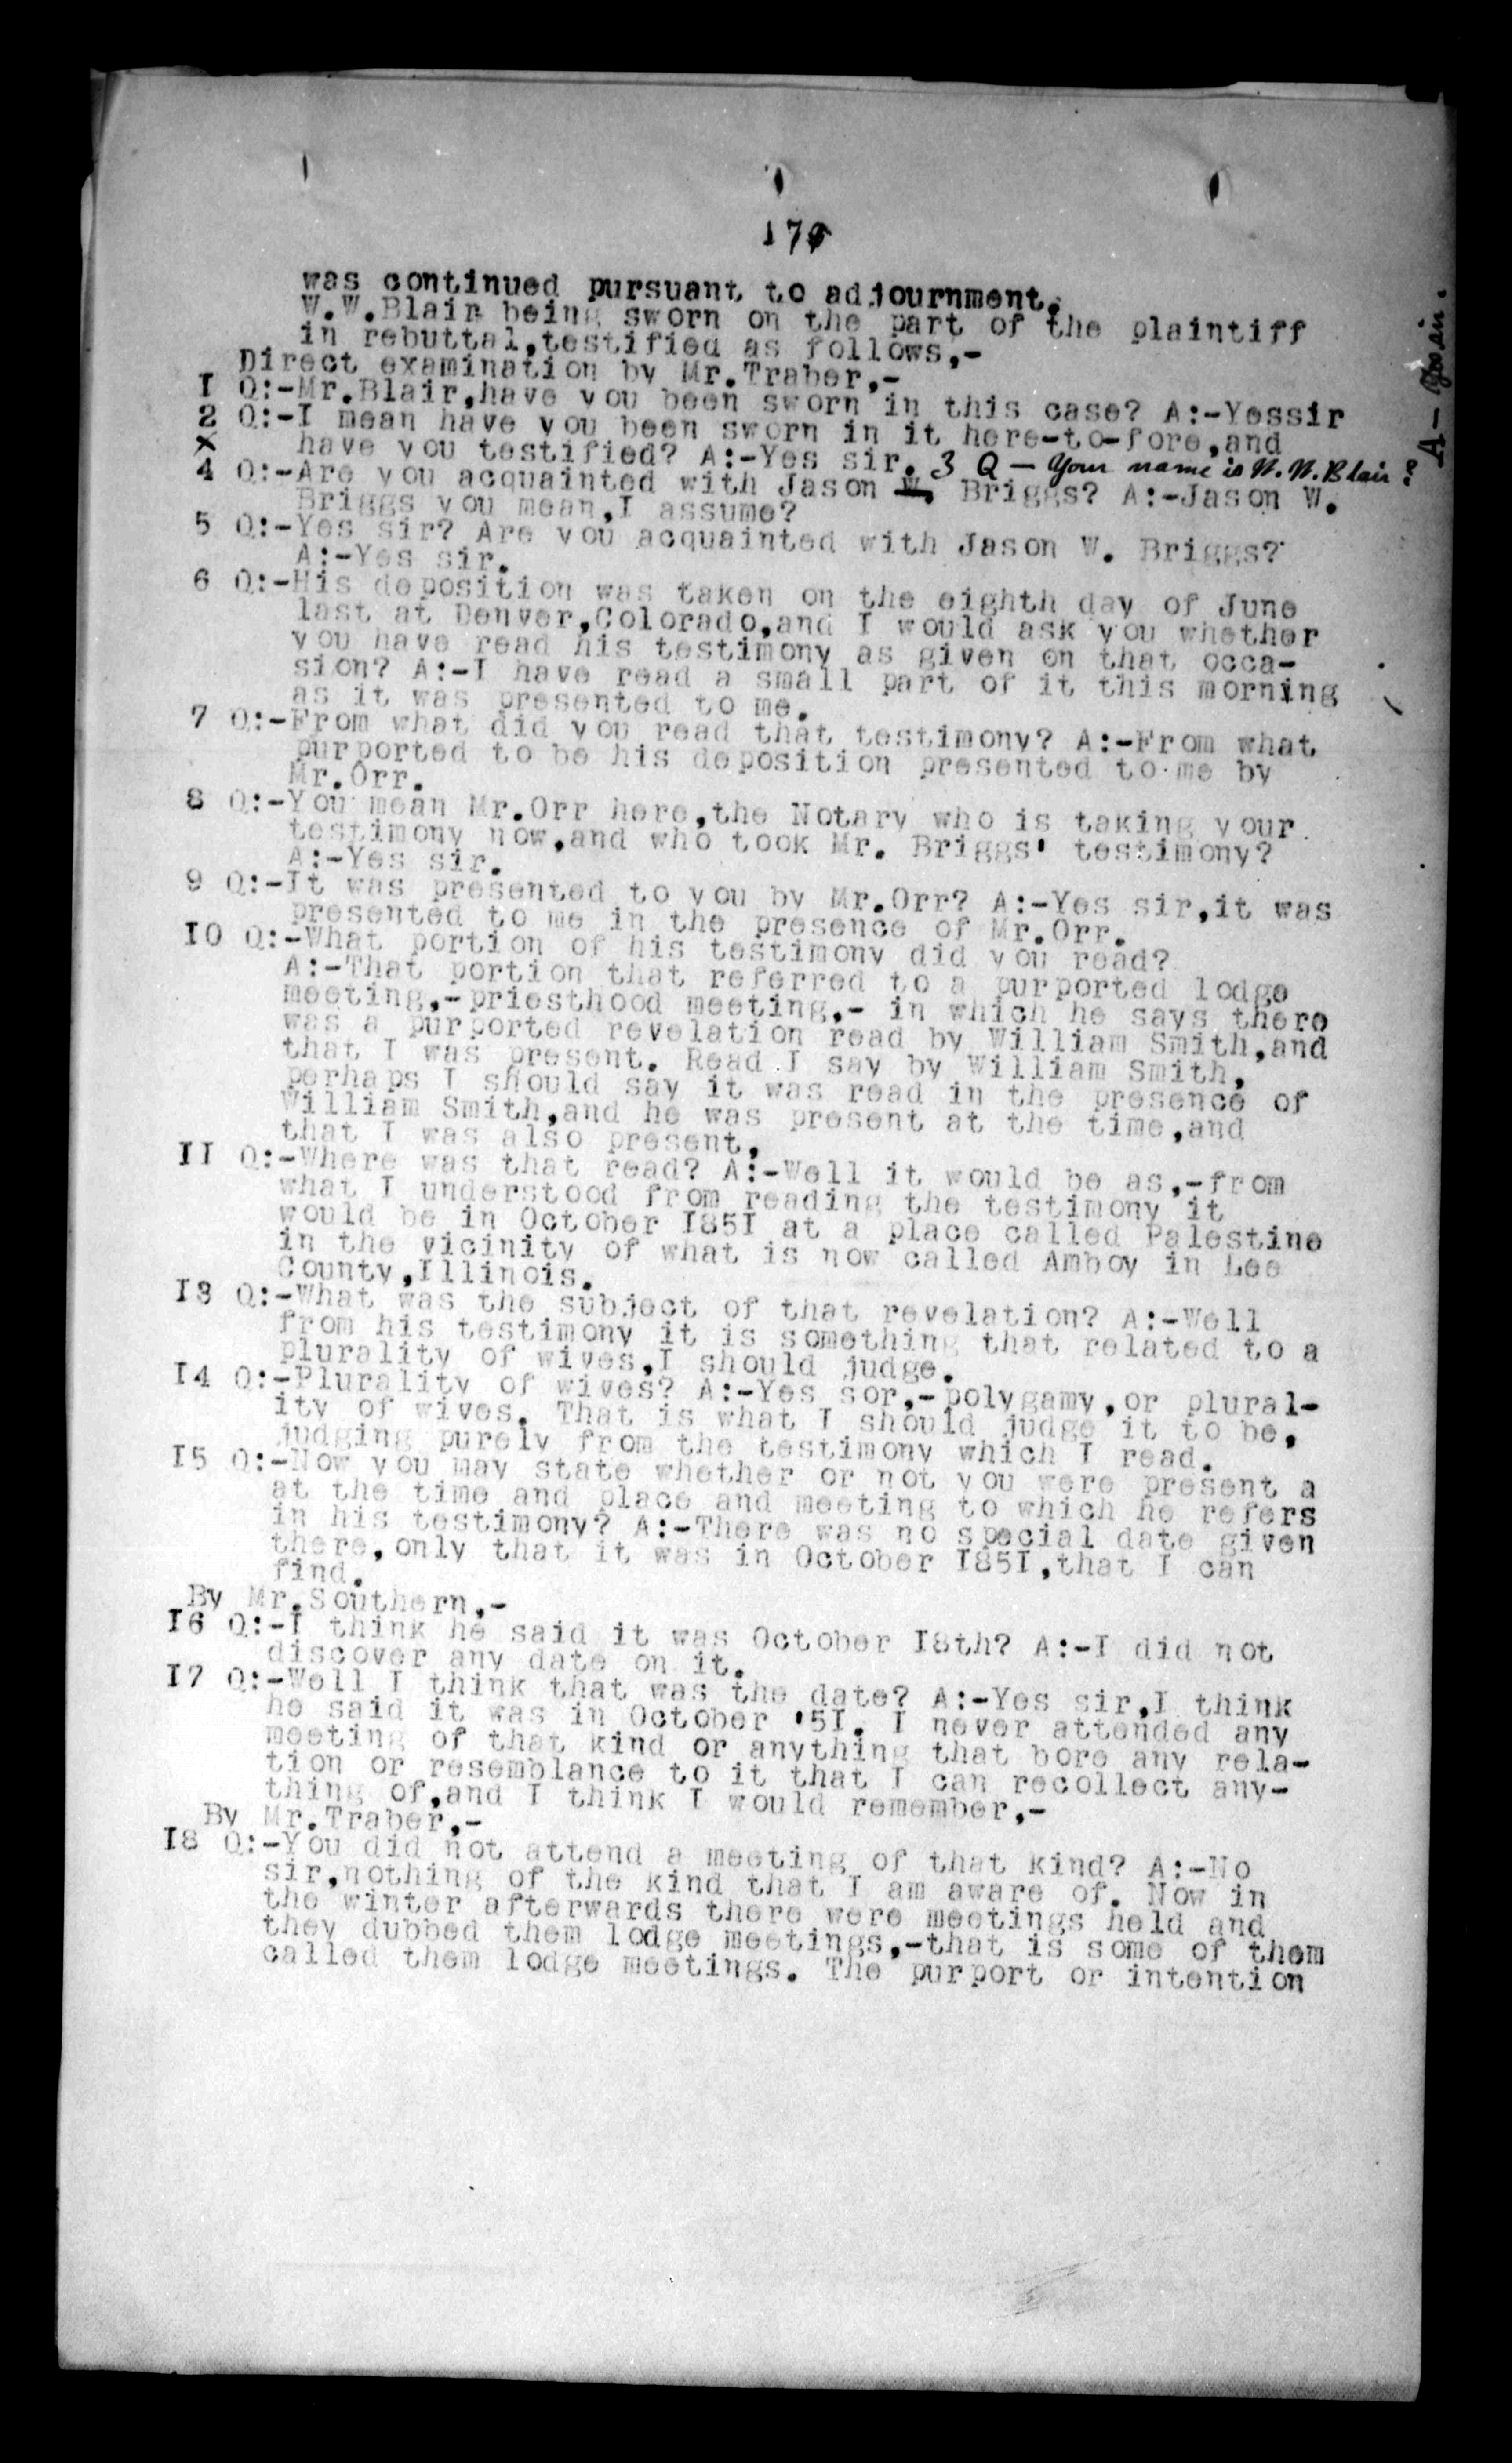 17
was continued pursuant to adjournment.
W.W.Blair being sworn on the part of the plaintiff
in rebuttal,testified as follows,-
Direct examination by Mr.Traber,-
I Q:-Mr.Blair,have you been sworn in this case? A:-Yessir
2 Q:-I mean have you been sworn in it here-to-fore,and
X have you testified? A:-Yes sir. 3 Q — Your name is W. W. Blair? A — Yes sir.
4 Q:-Are you acquainted with Jason W. Briggs? A:-Jason W.
Briggs you mean,I assume?
5 Q:-Yes sir? Are you acquainted with Jason W. Briggs?
A:-Yes sir.
6 Q:-His deposition was taken on the eighth day of June
last at Denver,Colorado,and I would ask you whether
you have read his testimony as given on that occa-
sion? A:-I have read a small part of it this morning
as it was presented to me.
7 Q:-From what did you read that testimony? A:-From what
purported to be his deposition presented to me by
Mr.Orr.
8 Q:-You mean Mr.Orr here,the Notary who is taking your
testimony now,and who took Mr. Briggs' testimony?
A:-Yes sir.
9 Q:-It was presented to you by Mr.Orr? A:-Yes sir,it was
presented to me in the presence of Mr.Orr.
IO Q:-What portion of his testimony did you read?
A:-That portion that referred to a purported lodge
meeting,-priesthood meeting,- in which he says there
was a purported revelation read by William Smith,and
that I was present. Read I say by William Smith,
perhaps I should say it was read in the presence of
William Smith,and he was present at the time,and
that I was also present,
II Q:-Where was that read? A:-Well it would be as,-from
what I understood from reading the testimony it
would be in October I85I at a place called Palestine
in the vicinity of what is now called Amboy in Lee
County,Illinois.
I3 Q:-What was the subject of that revelation? A:-Well
from his testimony it is something that related to a
plurality of wives,I should judge.
I4 Q:-Plurality of wives? A:-Yes sor,-polygamy,or plural-
ity of wives. That is what I should judge it to be,
judging purely from the testimony which I read.
I5 Q:-Now you may state whether or not you were present a
at the time and place and meeting to which he refers
in his testimony? A:-There was no special date given
there,only that it was in October I85I,that I can
find.
By Mr.Southern,-
I6 Q:-I think he said it was October I8th? A:-I did not
discover any date on it.
I7 Q:-Well I think that was the date? A:-Yes sir,I think
he said it was in October '5I. I never attended any
meeting of that kind or anything that bore any rela-
tion or resemblance to it that I can recollect any-
thing of,and I think I would remember,-
By Mr.Traber,-
I8 Q:-You did not attend a meeting of that kind? A:-No
sir,nothing of the kind that I am aware of. Now in
the winter afterwards there were meetings held and
they dubbed them lodge meetings,-that is some of them
called them lodge meetings. The purport or intention